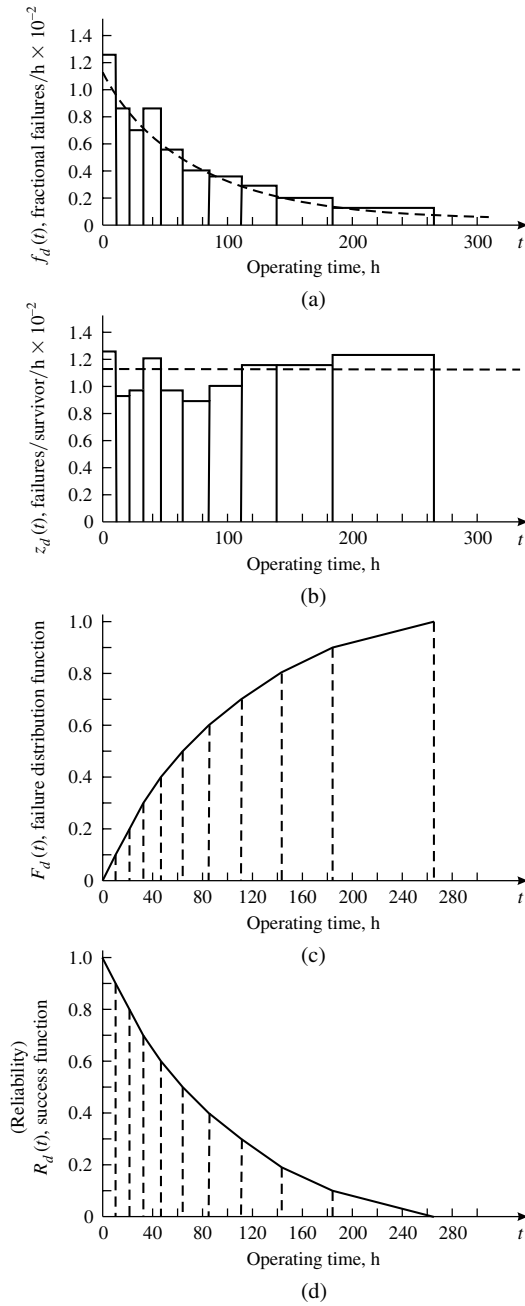 f_d(t), fractional failures/h × 10⁻²
1.4
1.2
1.0
0.8
0.6
0.4
0.2
0
0 100 200 300 t
Operating time, h
(a)
z_d(t), failures/survivor/h × 10⁻²
1.4
1.2
1.0
0.8
0.6
0.4
0.2
0
0 100 200 300 t
Operating time, h
(b)
F_d(t), failure distribution function
1.0
0.8
0.6
0.4
0.2
0
0 40 80 120 160 200 240 280 t
Operating time, h
(c)
(Reliability)
R_d(t), success function
1.0
0.8
0.6
0.4
0.2
0
0 40 80 120 160 200 240 280 t
Operating time, h
(d)